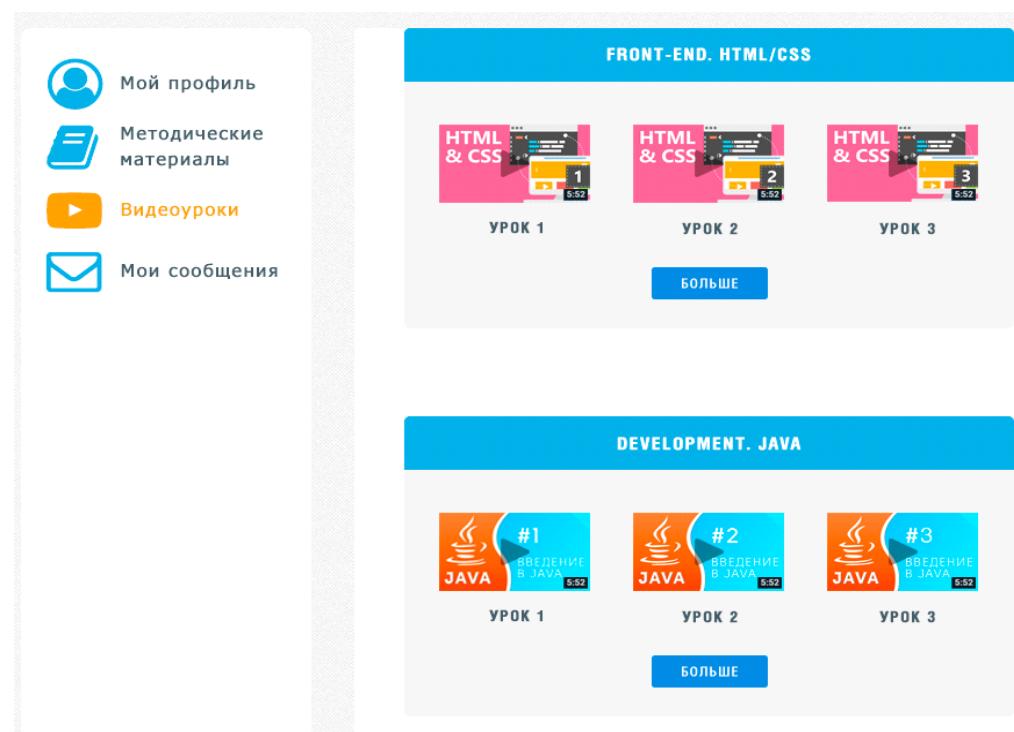 Мой профиль
Методические
материалы
Видеоуроки
Мои сообщения
FRONT-END. HTML/CSS
HTML
& CSS
1
5:52
HTML
& CSS
2
5:52
HTML
& CSS
3
5:52
УРОК 1
УРОК 2
УРОК 3
БОЛЬШЕ
DEVELOPMENT. JAVA
#1
ВВЕДЕНИЕ
В JAVA
JAVA
5:52
#2
ВВЕДЕНИЕ
В JAVA
JAVA
5:52
#3
ВВЕДЕНИЕ
В JAVA
JAVA
5:52
УРОК 1
УРОК 2
УРОК 3
БОЛЬШЕ